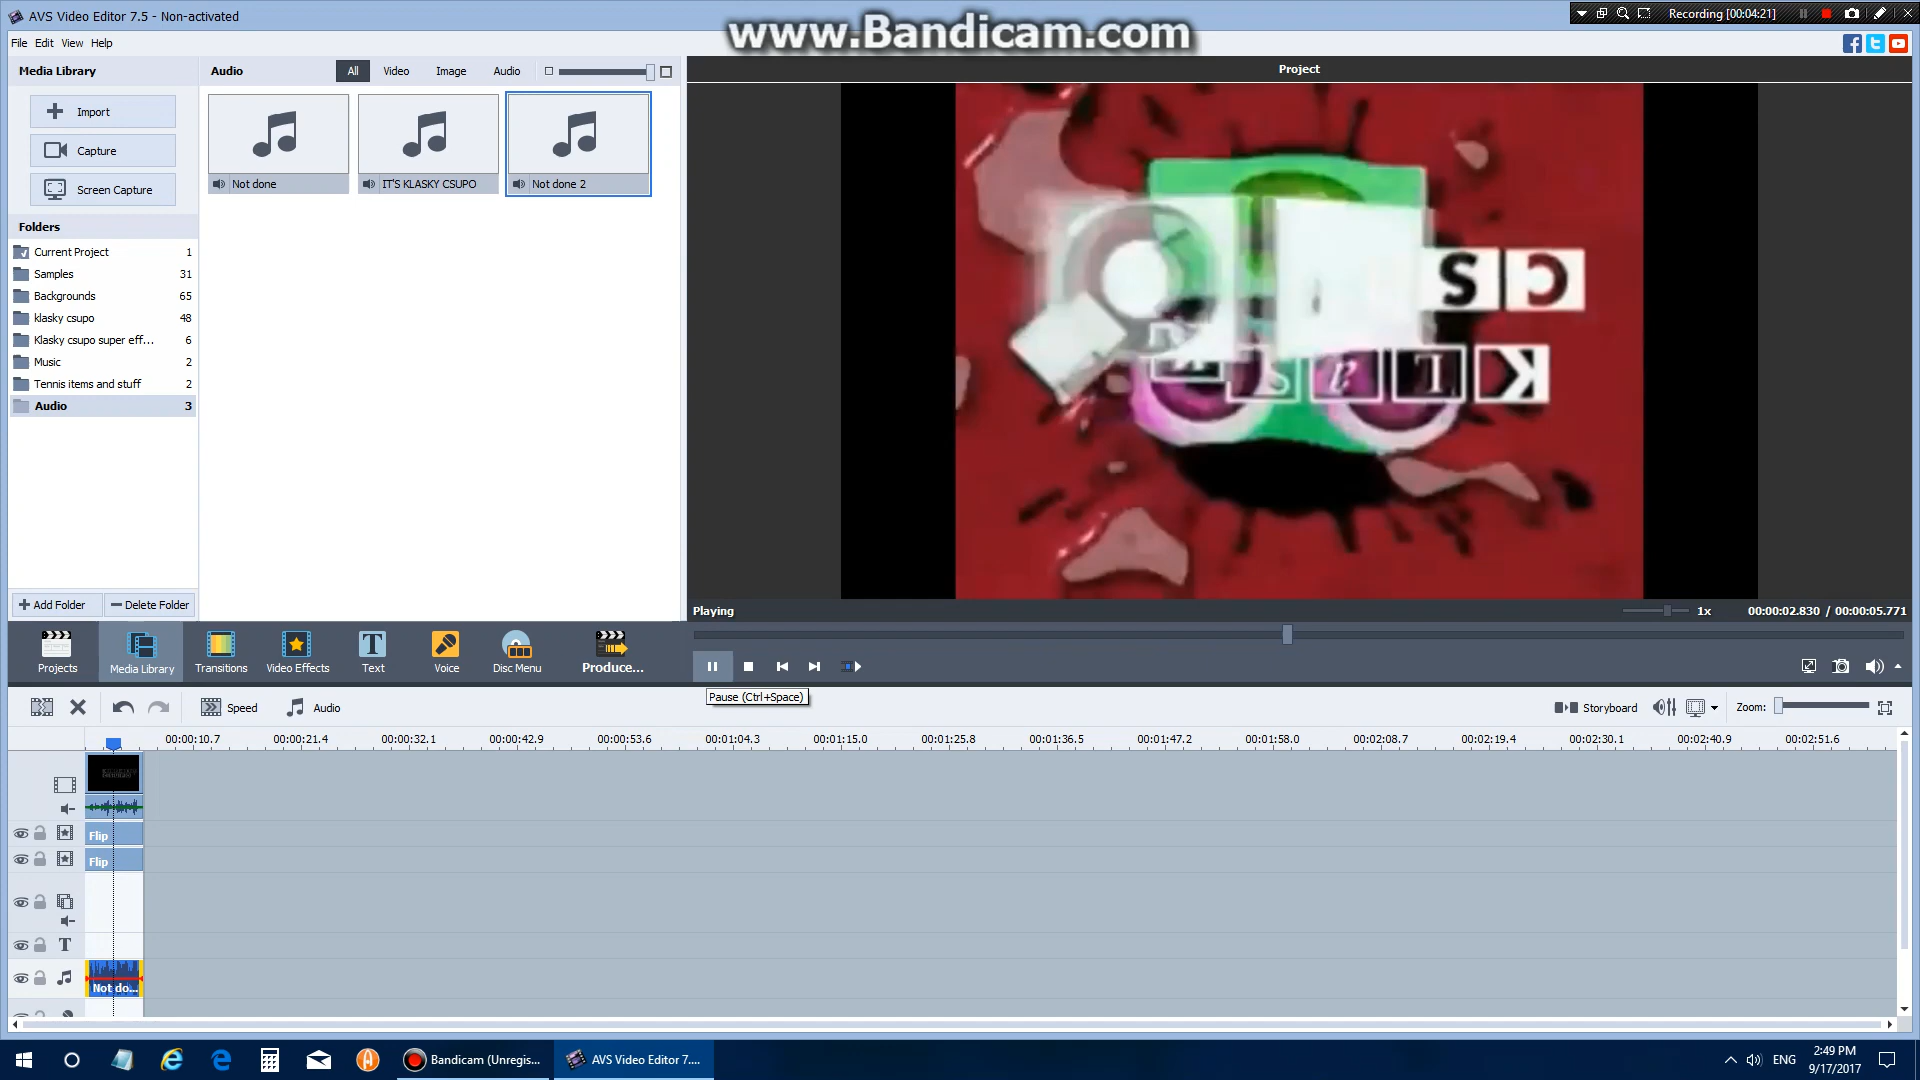 AVS Video Editor 7.5 - Non-activated
www.Bandicam.com
Recording [00:04:21]
File Edit View Help
Media Library
Audio
All
Video
Image
Audio
Project
Import
Capture
Screen Capture
Not done
IT'S KLASKY CSUPO
Not done 2
Folders
Current Project 1
Samples 31
Backgrounds 65
klasky csupo 48
Klasky csupo super eff... 6
Music 2
Tennis items and stuff 2
Audio 3
C S
K L a s
Add Folder
Delete Folder
Playing
1x
00:00:02.830 / 00:00:05.771
Projects
Media Library
Transitions
Video Effects
Text
Voice
Disc Menu
Produce...
Pause (Ctrl+Space)
Speed
Audio
Storyboard
Zoom:
00:00:10.7 00:00:21.4 00:00:32.1 00:00:42.9 00:00:53.6 00:01:04.3 00:01:15.0 00:01:25.8 00:01:36.5 00:01:47.2 00:01:58.0 00:02:08.7 00:02:19.4 00:02:30.1 00:02:40.9 00:02:51.6
Flip
Flip
T
Not do...
Bandicam (Unregis...
AVS Video Editor 7....
ENG
2:49 PM
9/17/2017